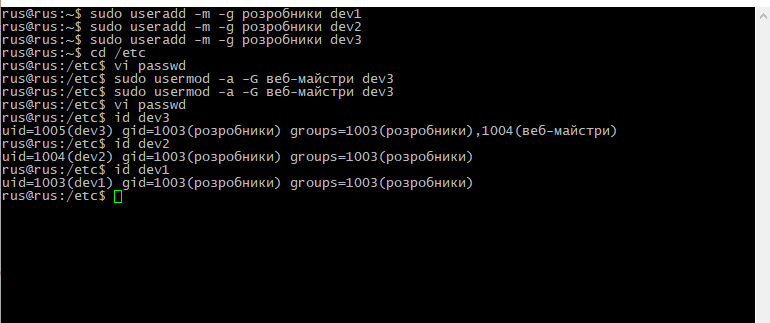 rus@rus:~$ sudo useradd -m -g розробники dev1
rus@rus:~$ sudo useradd -m -g розробники dev2
rus@rus:~$ sudo useradd -m -g розробники dev3
rus@rus:~$ cd /etc
rus@rus:/etc$ vi passwd
rus@rus:/etc$ sudo usermod -a -G веб-майстри dev3
rus@rus:/etc$ sudo usermod -a -G веб-майстри dev3
rus@rus:/etc$ vi passwd
rus@rus:/etc$ id dev3
uid=1005(dev3) gid=1003(розробники) groups=1003(розробники),1004(веб-майстри)
rus@rus:/etc$ id dev2
uid=1004(dev2) gid=1003(розробники) groups=1003(розробники)
rus@rus:/etc$ id dev1
uid=1003(dev1) gid=1003(розробники) groups=1003(розробники)
rus@rus:/etc$